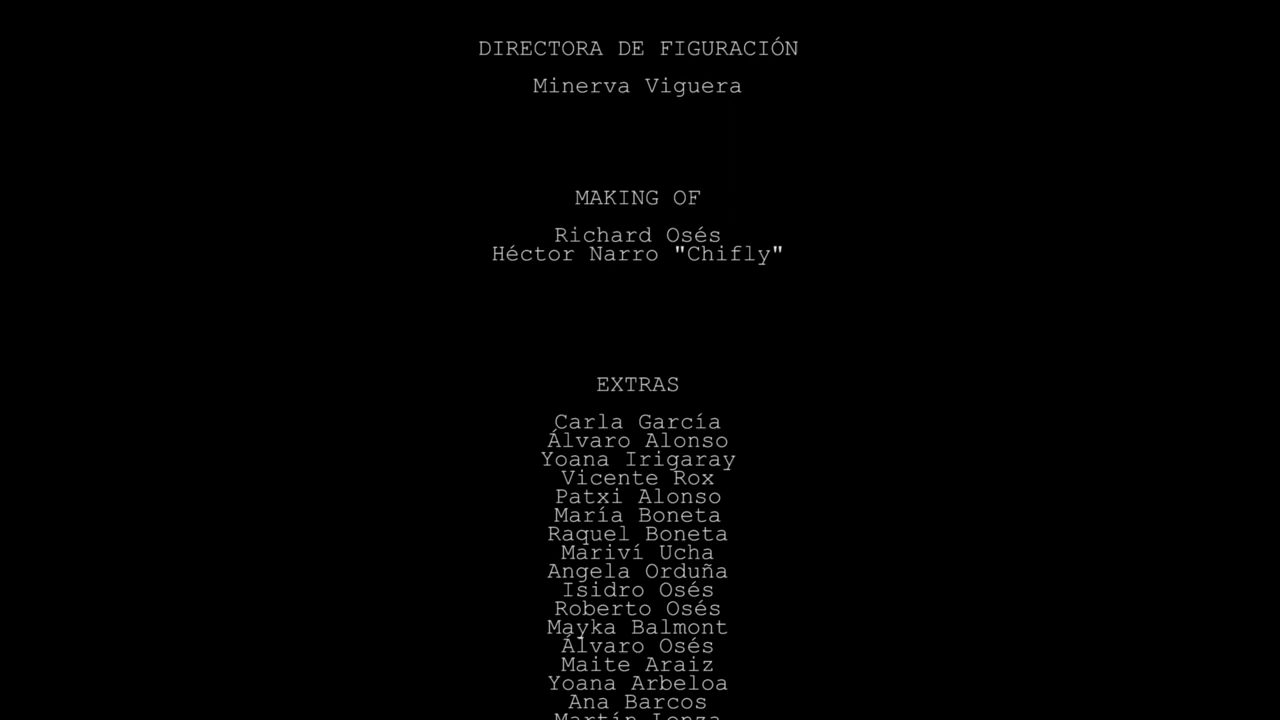 DIRECTORA DE FIGURACIÓN
Minerva Viguera
MAKING OF
Richard Osés
Héctor Narro "Chifly"
EXTRAS
Carla García
Álvaro Alonso
Yoana Irigaray
Vicente Rox
Patxi Alonso
María Boneta
Raquel Boneta
Mariví Ucha
Angela Orduña
Isidro Osés
Roberto Osés
Mayka Balmont
Álvaro Osés
Maite Araiz
Yoana Arbeloa
Ana Barcos
Martín